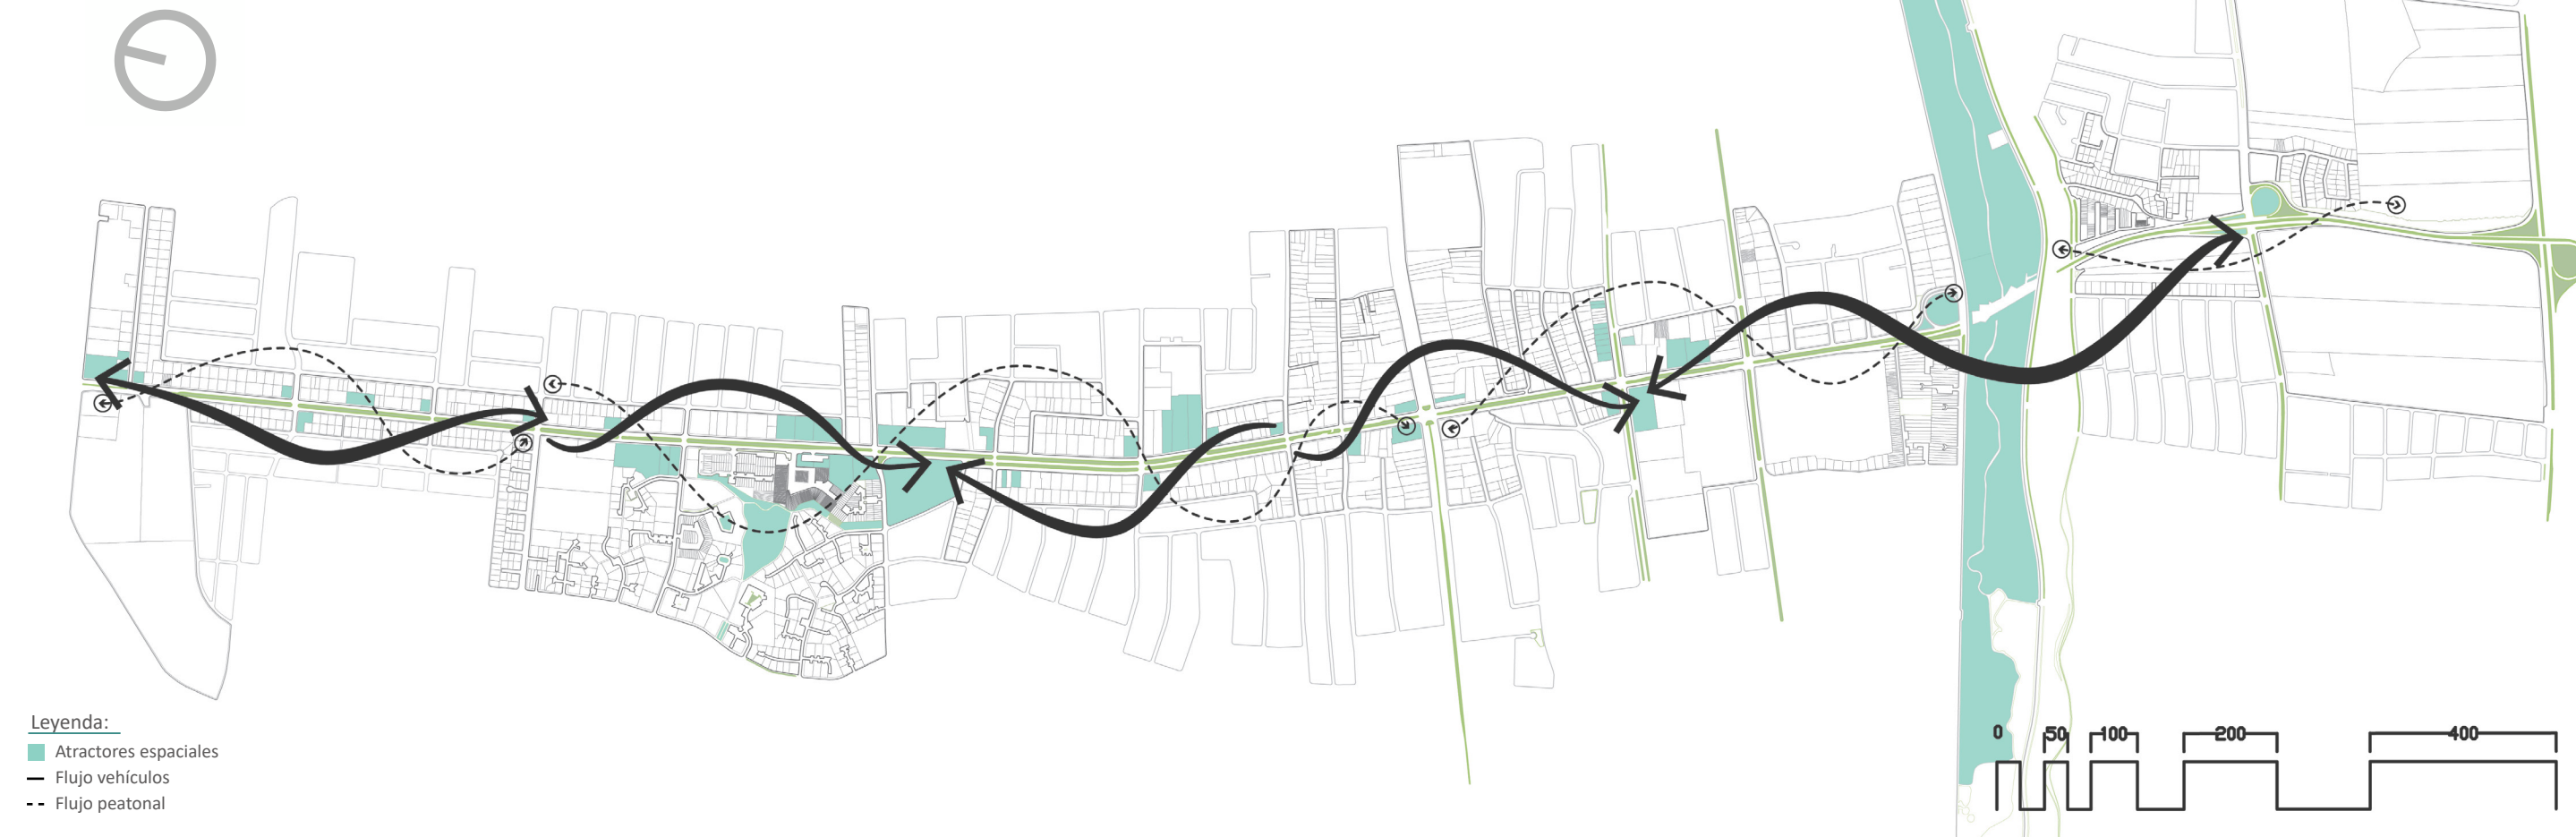 Leyenda:
Atractores espaciales
Flujo vehículos
Flujo peatonal
0 50 100 200 400